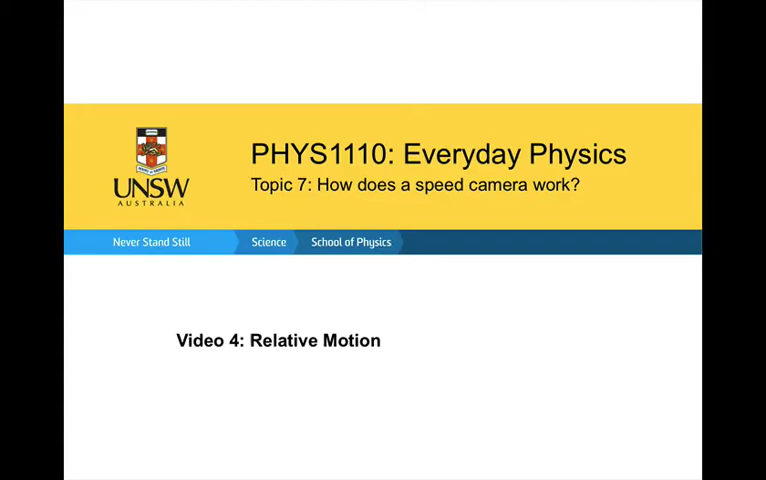 PHYS1110: Everyday Physics
Topic 7: How does a speed camera work?
UNSW
AUSTRALIA
Never Stand Still
Science
School of Physics
Video 4: Relative Motion